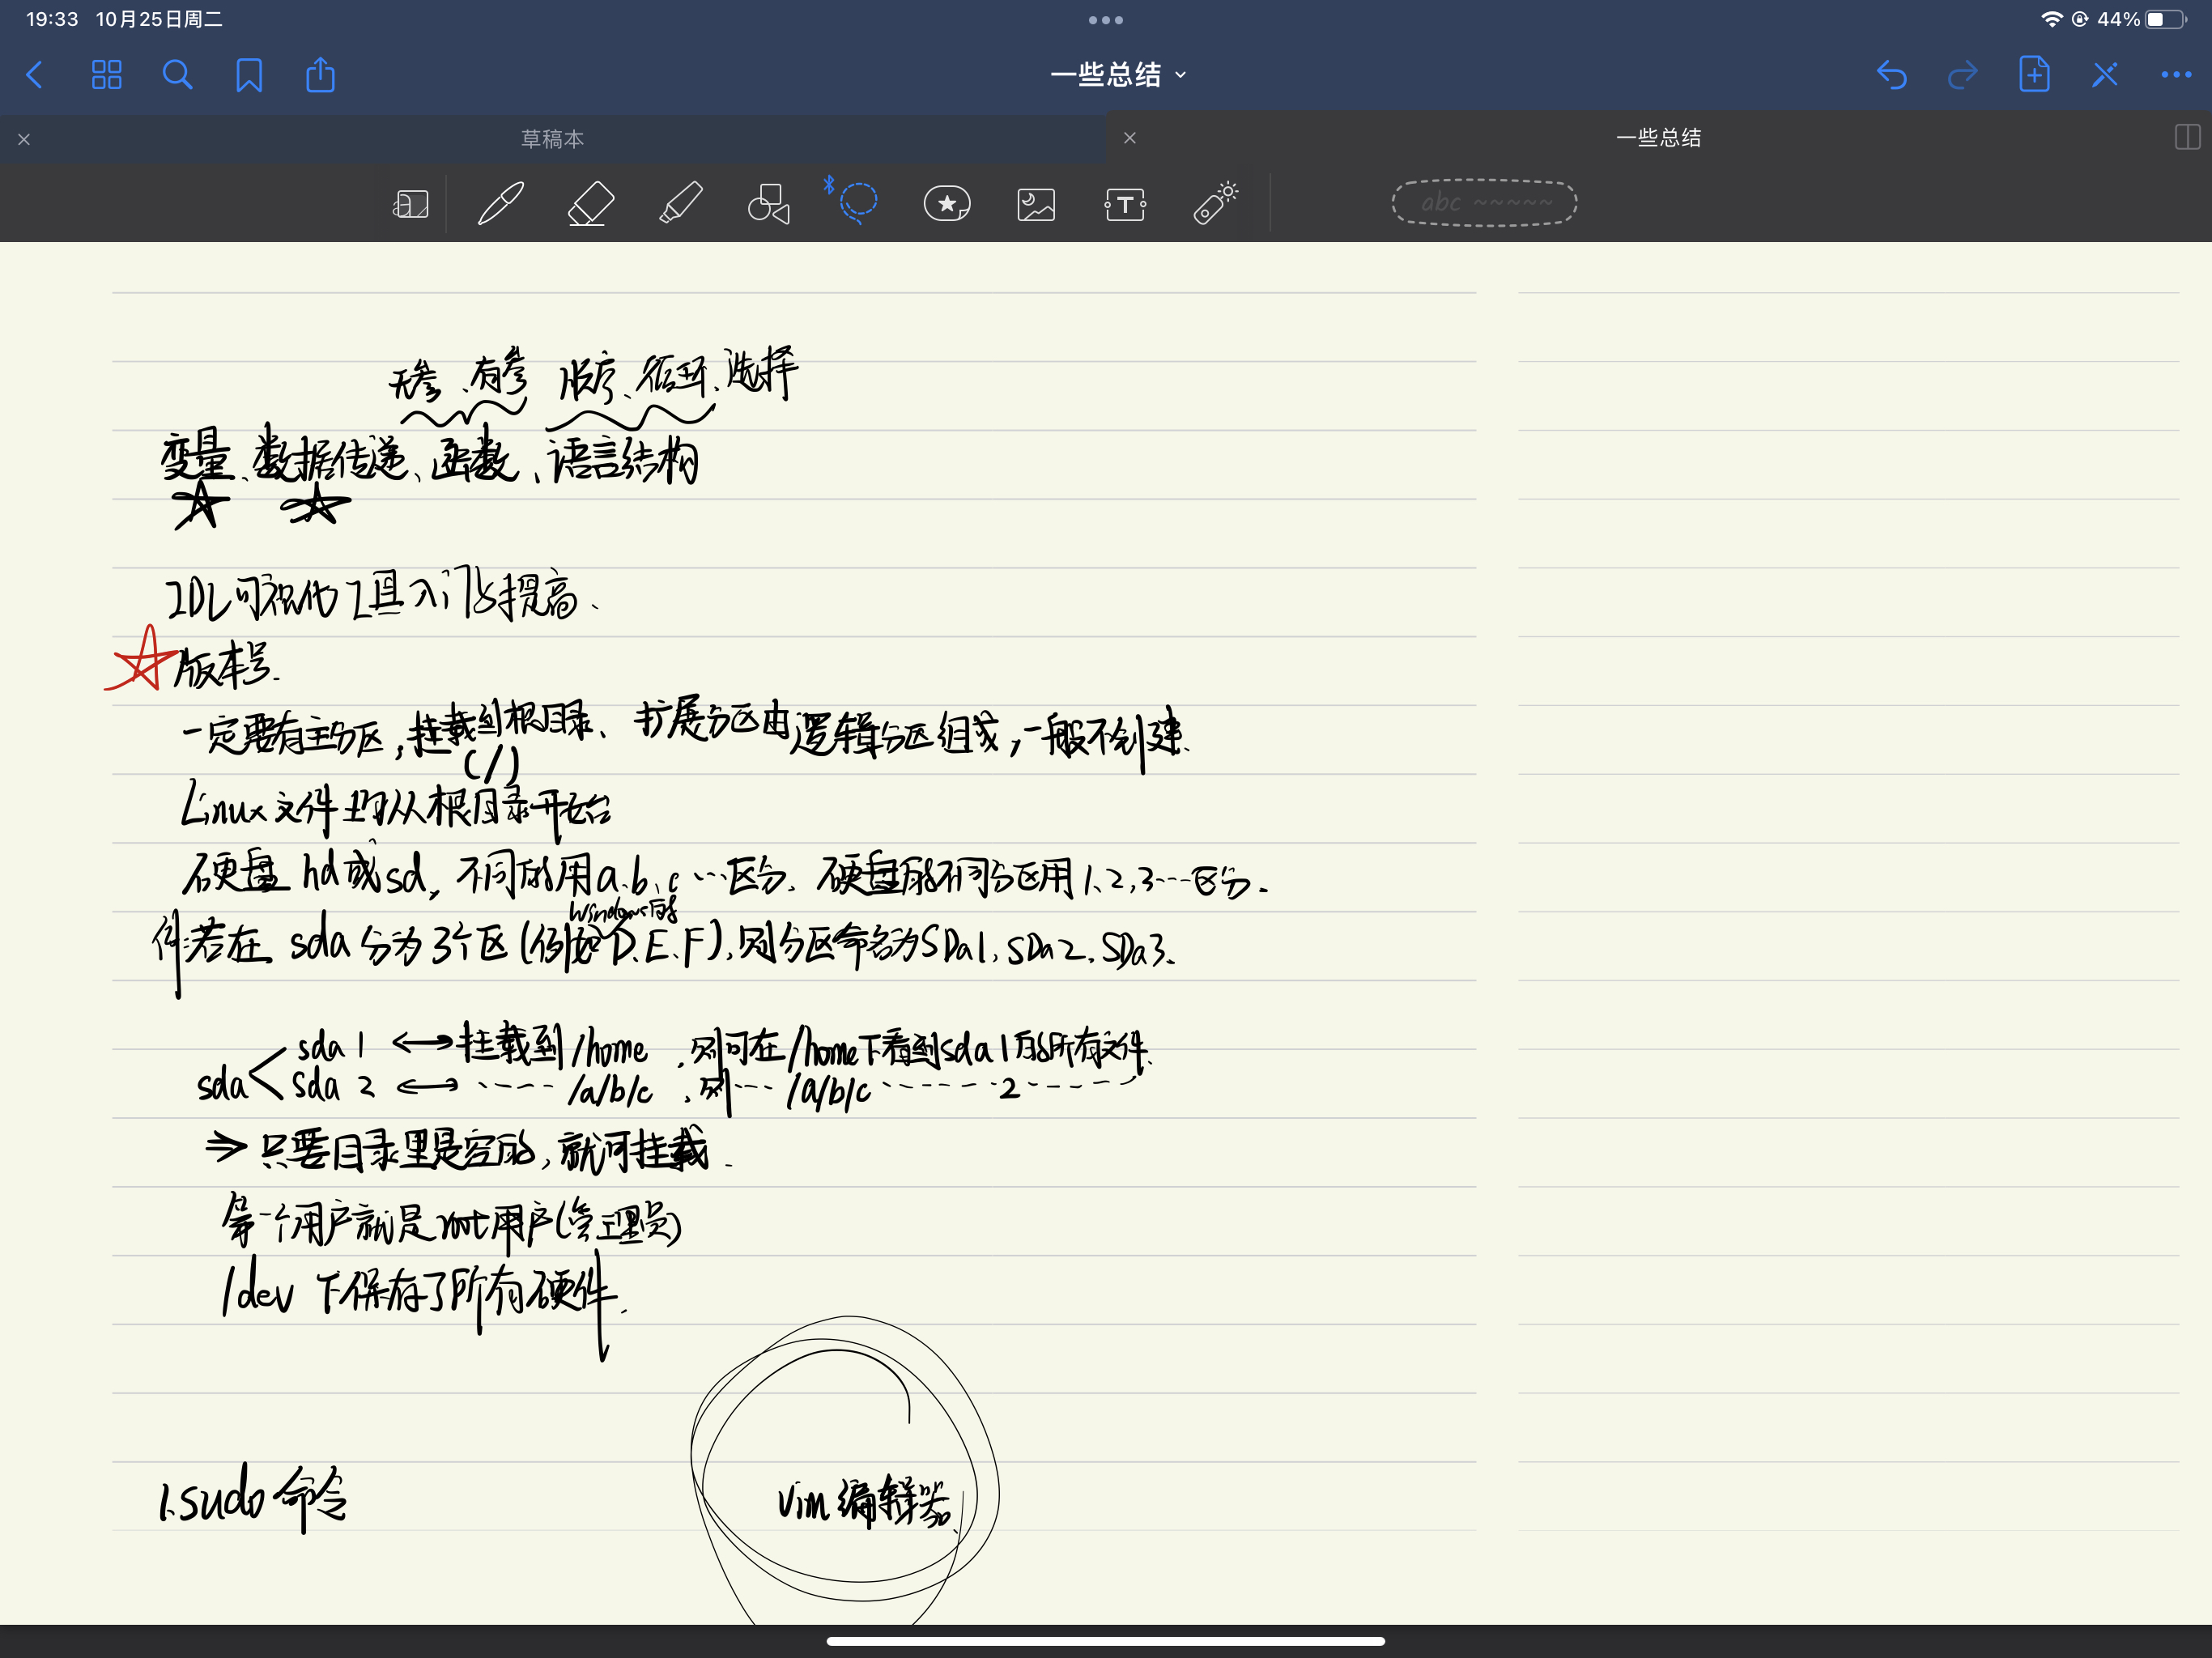 19:33 10月25日周二
44%
一些总结
草稿本
一些总结
abc ~~~~~
无参、有参 顺序、循环、选择
变量、数据传递、函数、语言结构
IDL可视化工具入门与提高.
版本号.
一定要有主分区,挂载到根目录、扩展分区由逻辑分区组成,一般不创建.
(/)
Linux文件均从根目录开始
硬盘 hd或sd, 不同的用a.b.c…区分. 硬盘的不同分区用1.2.3…区分.
windows的
例:若在 sda分为3个区(例如D.E.F),则分区命名为SDa1.SDa2.SDa3.
sda1 ⟷挂载到/home ,则可在/home下看到sda1的所有文件.
sda< sda 2 ⟷ ------ /a/b/c ,则---- /a/b/c ------ 2 ------
⇒ 只要目录里是空的,就可挂载.
第一个用户就是root用户(管理员)
/dev 下保存了所有硬件.
1.sudo命令
vim编辑器.